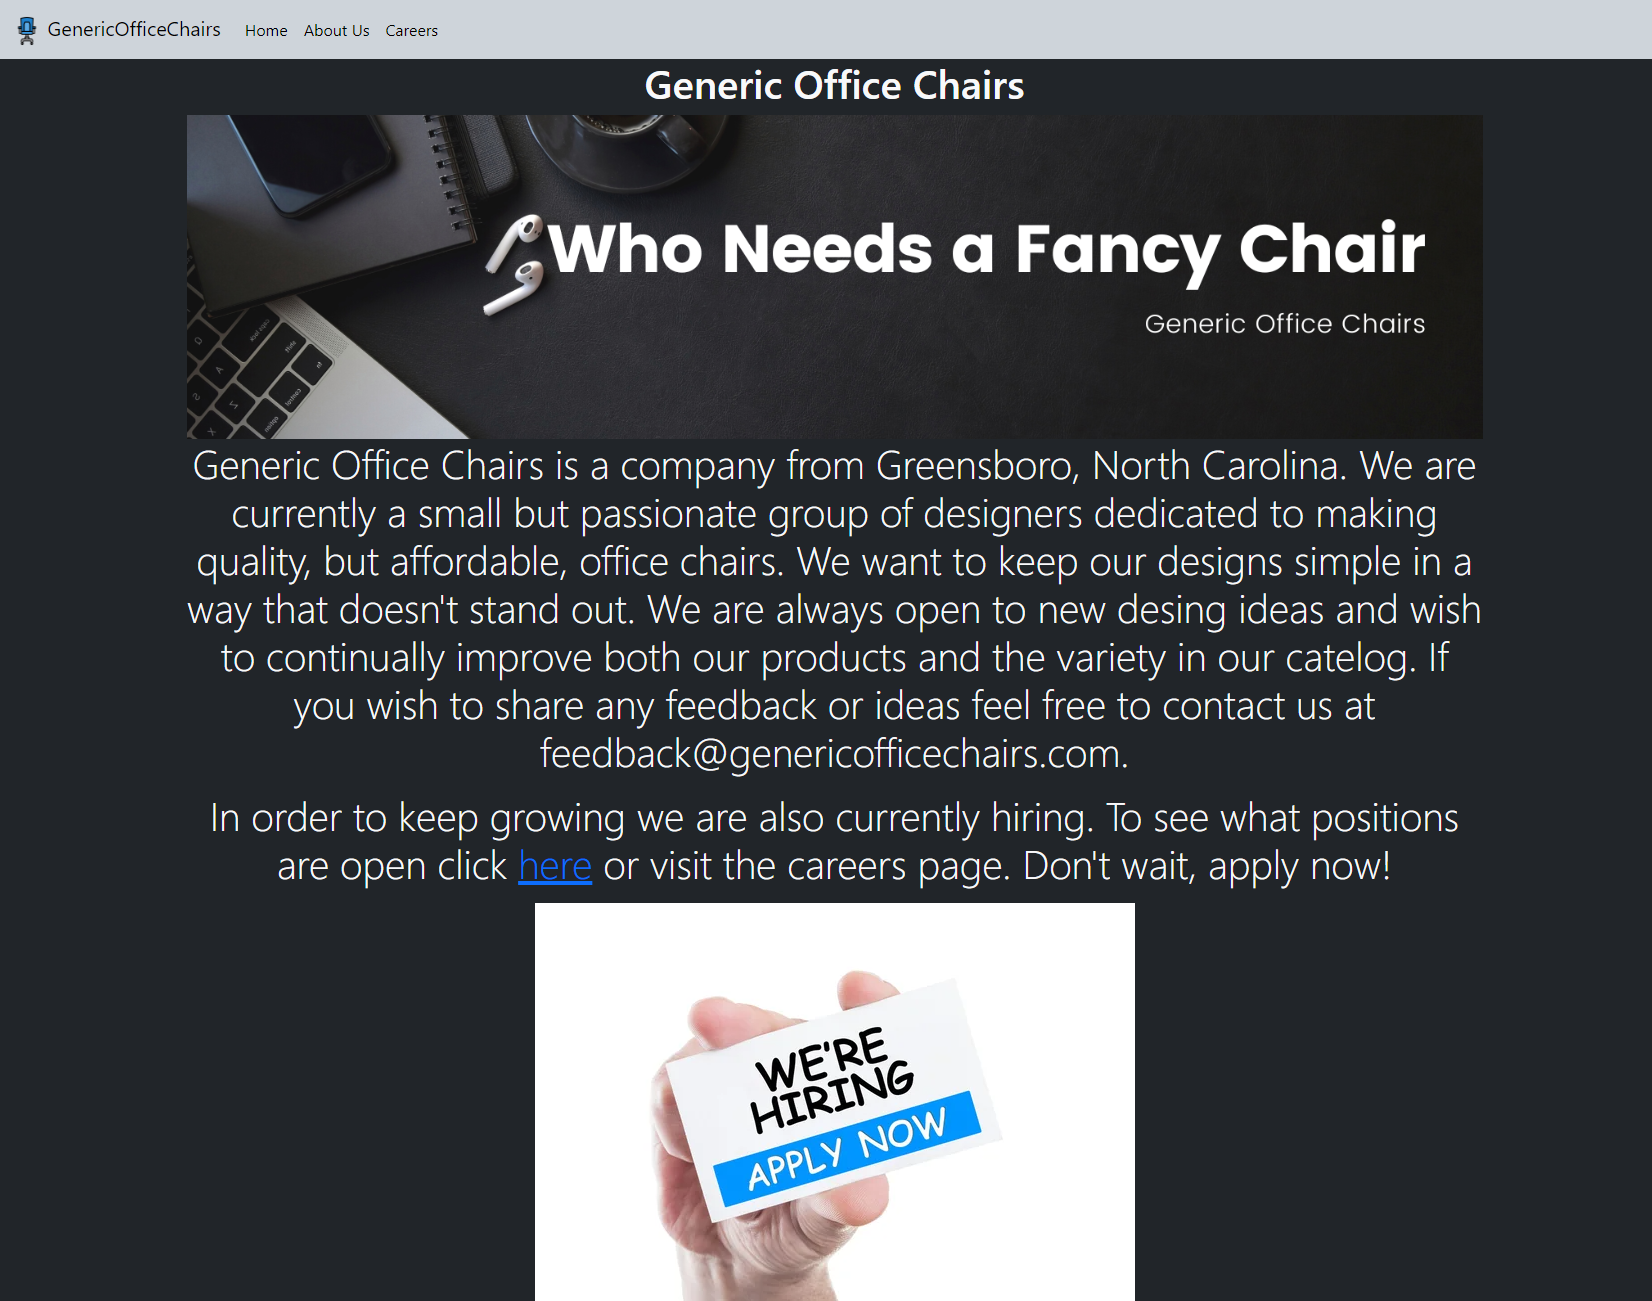 GenericOfficeChairs Home About Us Careers
Generic Office Chairs
Who Needs a Fancy Chair
Generic Office Chairs
Generic Office Chairs is a company from Greensboro, North Carolina. We are
currently a small but passionate group of designers dedicated to making
quality, but affordable, office chairs. We want to keep our designs simple in a
way that doesn't stand out. We are always open to new desing ideas and wish
to continually improve both our products and the variety in our catelog. If
you wish to share any feedback or ideas feel free to contact us at
feedback@genericofficechairs.com.
In order to keep growing we are also currently hiring. To see what positions
are open click here or visit the careers page. Don't wait, apply now!
WE'RE
HIRING
APPLY NOW